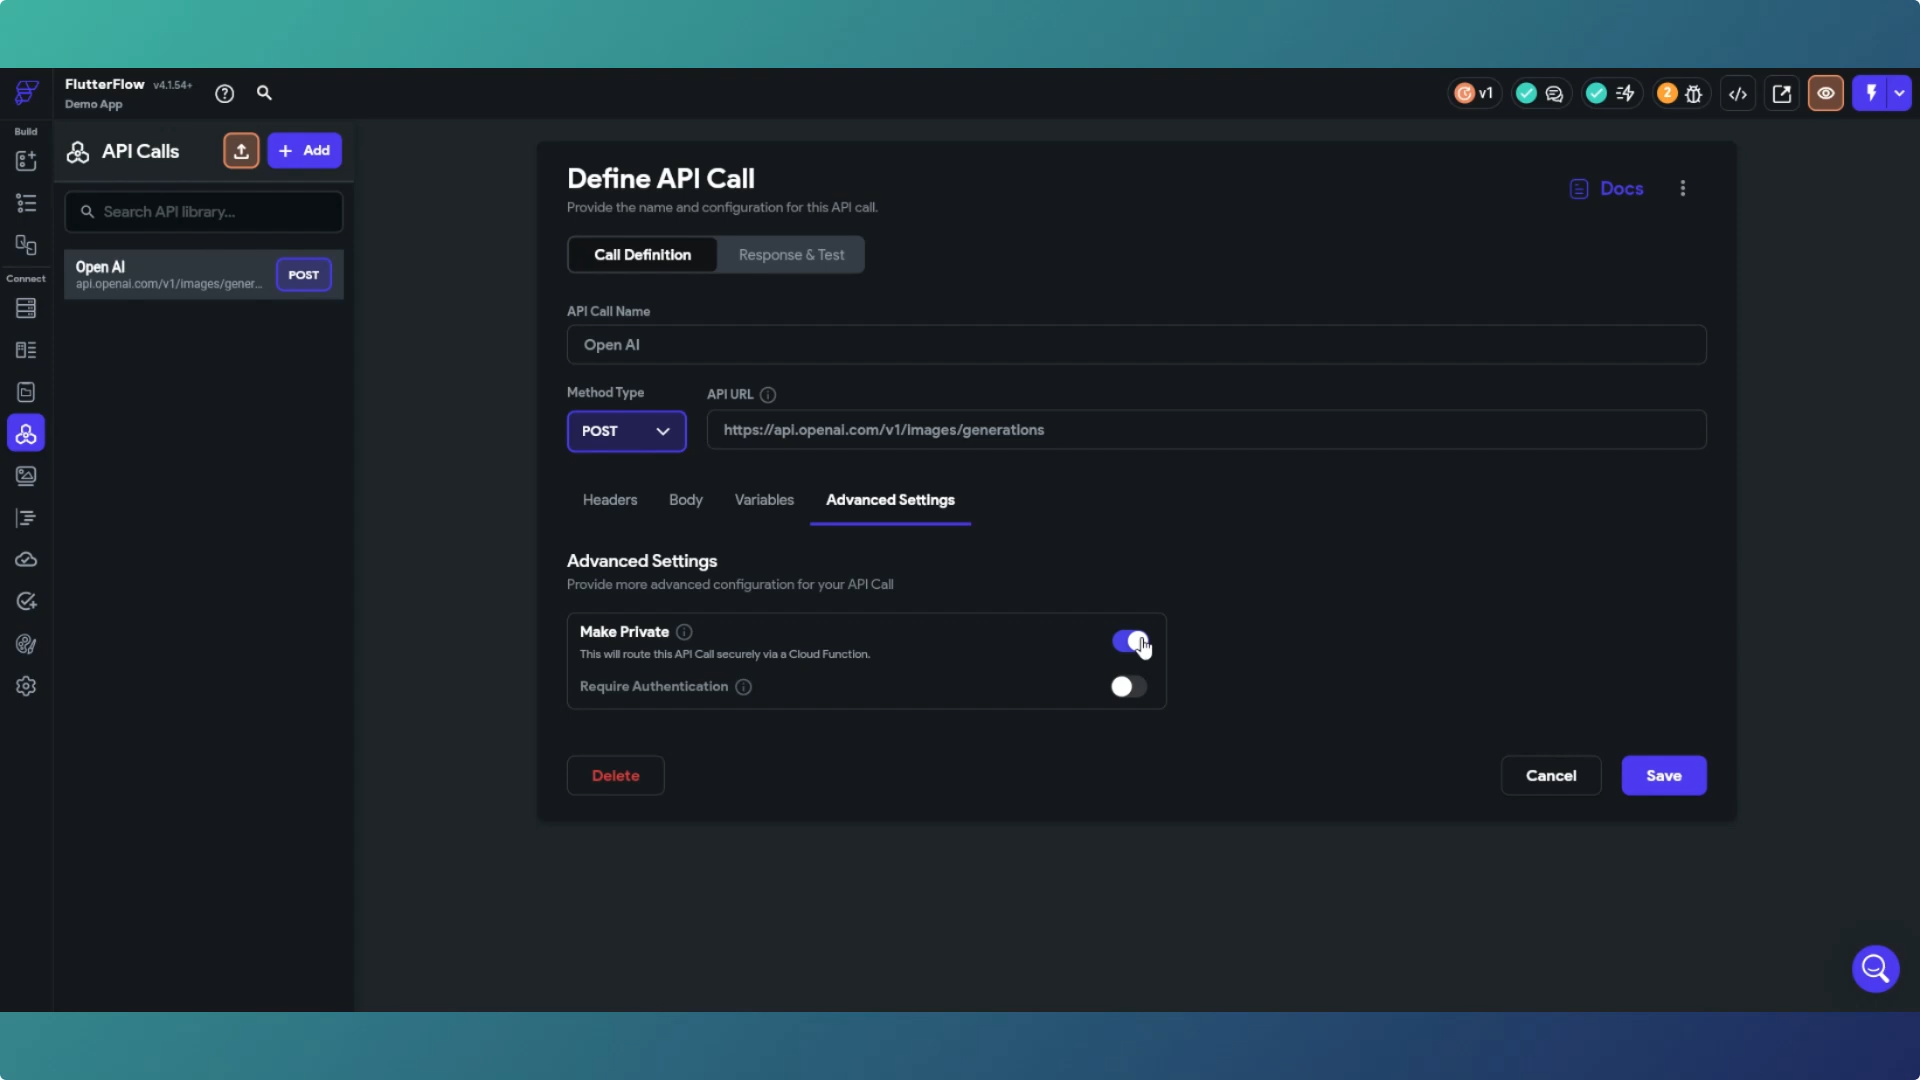 FlutterFlow v4.1.54+
Demo App
v1
2
Build
API Calls
+ Add
Search API library...
Open AI
api.openai.com/v1/images/gener...
POST
Connect
Define API Call
Provide the name and configuration for this API call.
Docs
Call Definition
Response & Test
API Call Name
Open AI
Method Type
API URL
POST
https://api.openai.com/v1/images/generations
Headers
Body
Variables
Advanced Settings
Advanced Settings
Provide more advanced configuration for your API Call
Make Private
This will route this API Call securely via a Cloud Function.
Require Authentication
Delete
Cancel
Save